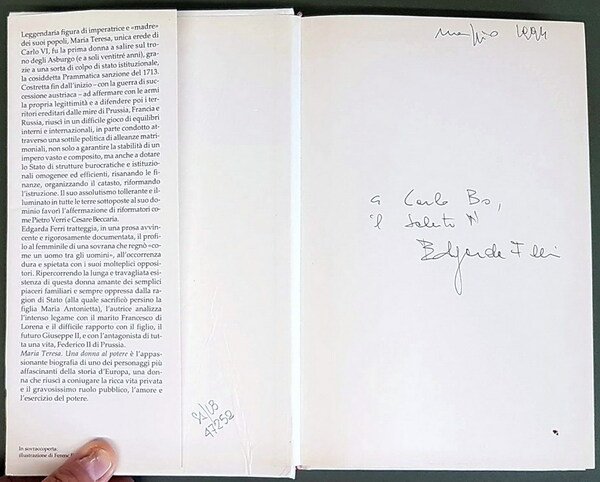 Leggendaria figura di imperatrice e «madre»
dei suoi popoli, Maria Teresa, unica erede di
Carlo VI, fu la prima donna a salire sul tro-
no degli Asburgo (e a soli ventitré anni), gra-
zie a una sorta di colpo di stato istituzionale,
la cosiddetta Prammatica sanzione del 1713.
Costretta fin dall'inizio – con la guerra di suc-
cessione austriaca – ad affermare con le armi
la propria legittimità e a difendere poi i ter-
ritori ereditari dalle mire di Prussia, Francia e
Russia, riuscì in un difficile gioco di equilibri
interni e internazionali, in parte condotto at-
traverso una sottile politica di alleanze matri-
moniali, non solo a garantire la stabilità di un
impero vasto e composito, ma anche a dotare
lo Stato di strutture burocratiche e istituzio-
nali omogenee ed efficienti, risanando le fi-
nanze, organizzando il catasto, riformando
l'istruzione. Il suo assolutismo tollerante e il-
luminato in tutte le terre sottoposte al suo do-
minio favorì l'affermazione di riformatori co-
me Pietro Verri e Cesare Beccaria.
Edgarda Ferri tratteggia, in una prosa avvin-
cente e rigorosamente documentata, il profi-
lo al femminile di una sovrana che regnò «co-
me un uomo tra gli uomini», all'occorrenza
dura e spietata con i suoi molteplici opposi-
tori. Ripercorrendo la lunga e travagliata esi-
stenza di questa donna amante dei semplici
piaceri familiari e sempre oppressa dalla ra-
gion di Stato (alla quale sacrificò persino la
figlia Maria Antonietta), l'autrice analizza
l'intenso legame con il marito Francesco di
Lorena e il difficile rapporto con il figlio, il
futuro Giuseppe II, e con l'antagonista di tut-
ta una vita, Federico II di Prussia.
Maria Teresa. Una donna al potere è l'appas-
sionante biografia di uno dei personaggi più
affascinanti della storia d'Europa, una don-
na che riuscì a coniugare la ricca vita privata
e il gravosissimo ruolo pubblico, l'amore e
l'esercizio del potere.
In sovraccoperta:
illustrazione di Ferenc
47252
maggio 1994
a Carlo Bo,
il saluto
Edgarda Ferri